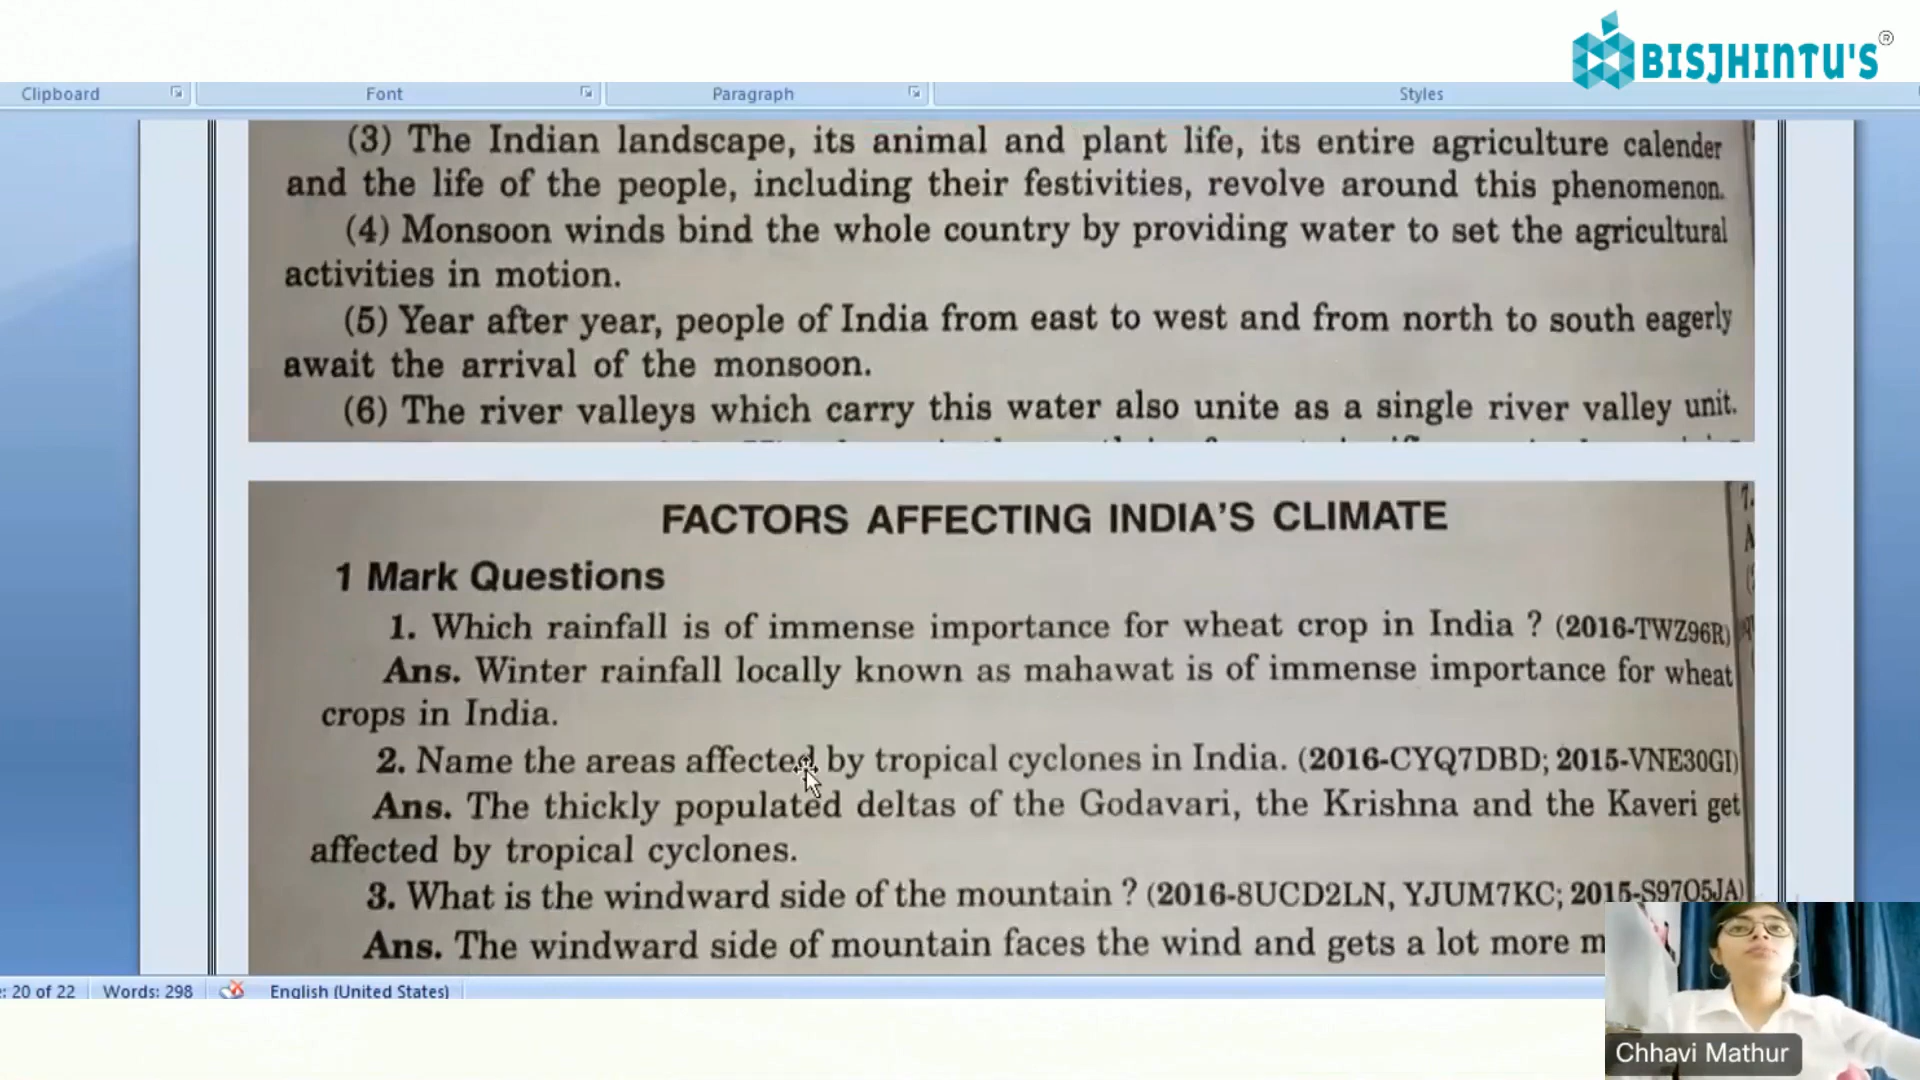 BISJHINTU'S®
Clipboard
Font
Paragraph
Styles
(3) The Indian landscape, its animal and plant life, its entire agriculture calender
and the life of the people, including their festivities, revolve around this phenomenon.
(4) Monsoon winds bind the whole country by providing water to set the agricultural
activities in motion.
(5) Year after year, people of India from east to west and from north to south eagerly
await the arrival of the monsoon.
(6) The river valleys which carry this water also unite as a single river valley unit.
FACTORS AFFECTING INDIA'S CLIMATE
1 Mark Questions
1. Which rainfall is of immense importance for wheat crop in India ? (2016-TWZ96R)
Ans. Winter rainfall locally known as mahawat is of immense importance for wheat
crops in India.
2. Name the areas affected by tropical cyclones in India. (2016-CYQ7DBD; 2015-VNE30GI)
Ans. The thickly populated deltas of the Godavari, the Krishna and the Kaveri get
affected by tropical cyclones.
3. What is the windward side of the mountain ? (2016-8UCD2LN, YJUM7KC; 2015-S97O5JA)
Ans. The windward side of mountain faces the wind and gets a lot more
: 20 of 22
Words: 298
English (United States)
Chhavi Mathur